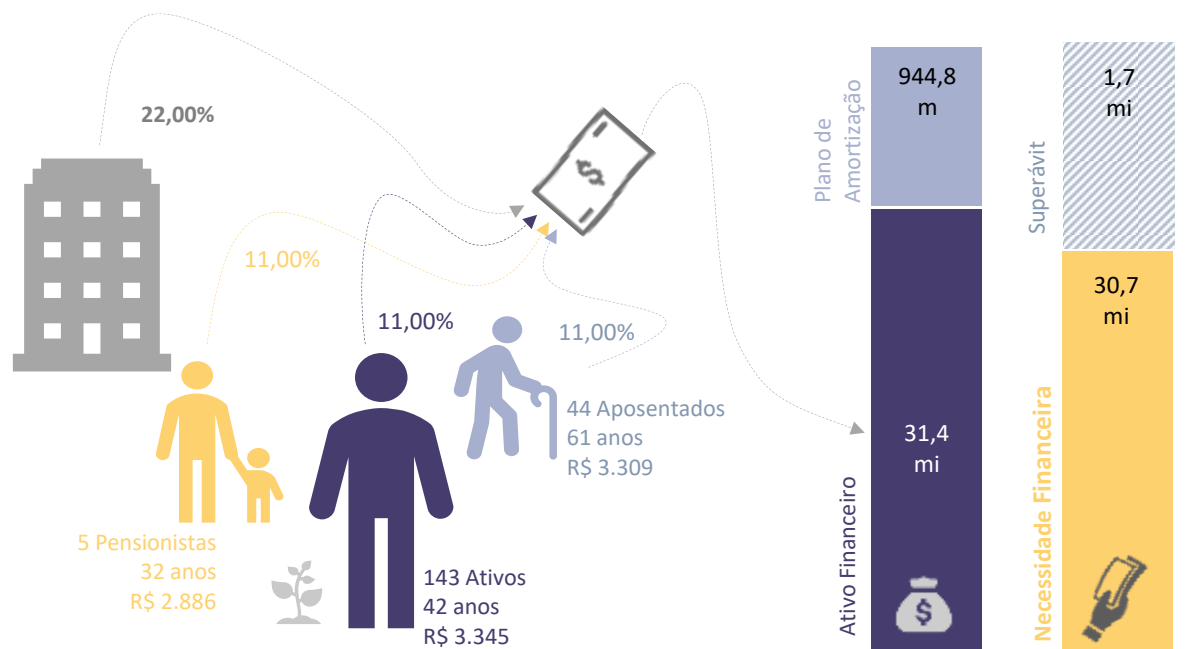 22,00%
11,00%
11,00%
11,00%
5 Pensionistas
32 anos
R$ 2.886
143 Ativos
42 anos
R$ 3.345
44 Aposentados
61 anos
R$ 3.309
$
Plano de
Amortização
944,8
m
Ativo Financeiro
31,4
mi
$
Superávit
1,7
mi
Necessidade Financeira
30,7
mi